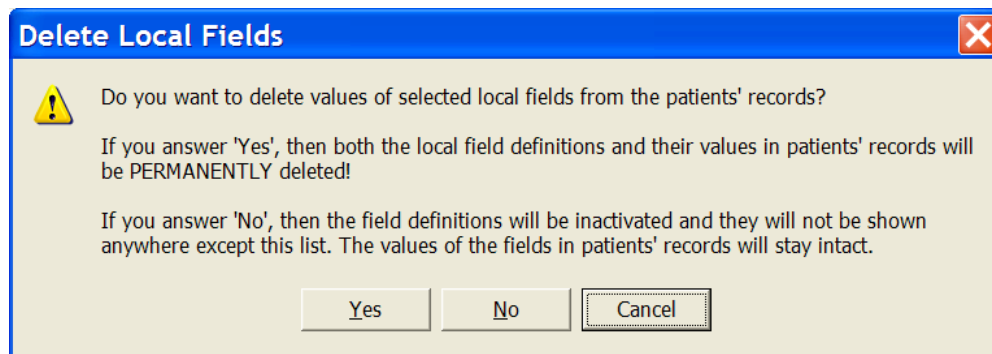 Delete Local Fields
Do you want to delete values of selected local fields from the patients' records?
If you answer 'Yes', then both the local field definitions and their values in patients' records will
be PERMANENTLY deleted!
If you answer 'No', then the field definitions will be inactivated and they will not be shown
anywhere except this list. The values of the fields in patients' records will stay intact.
Yes No Cancel